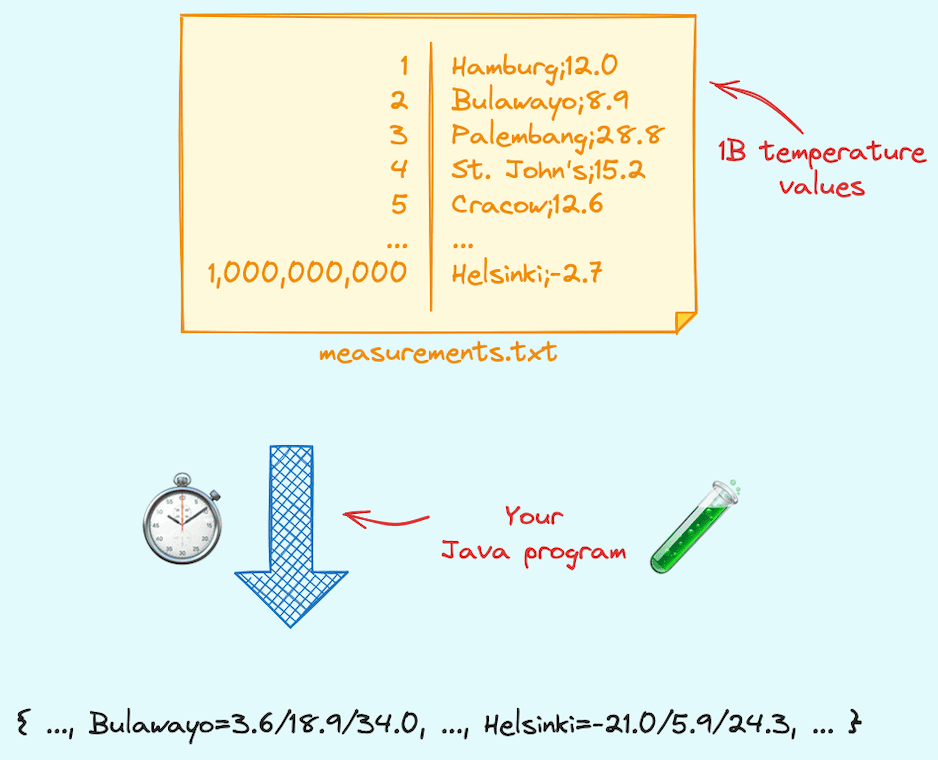 1 Hamburg;12.0
2 Bulawayo;8.9
3 Palembang;28.8
4 St. John's;15.2
5 Cracow;12.6
... ...
1,000,000,000 Helsinki;-2.7
measurements.txt
1B temperature
values
Your
Java program
{ ..., Bulawayo=3.6/18.9/34.0, ..., Helsinki=-21.0/5.9/24.3, ... }